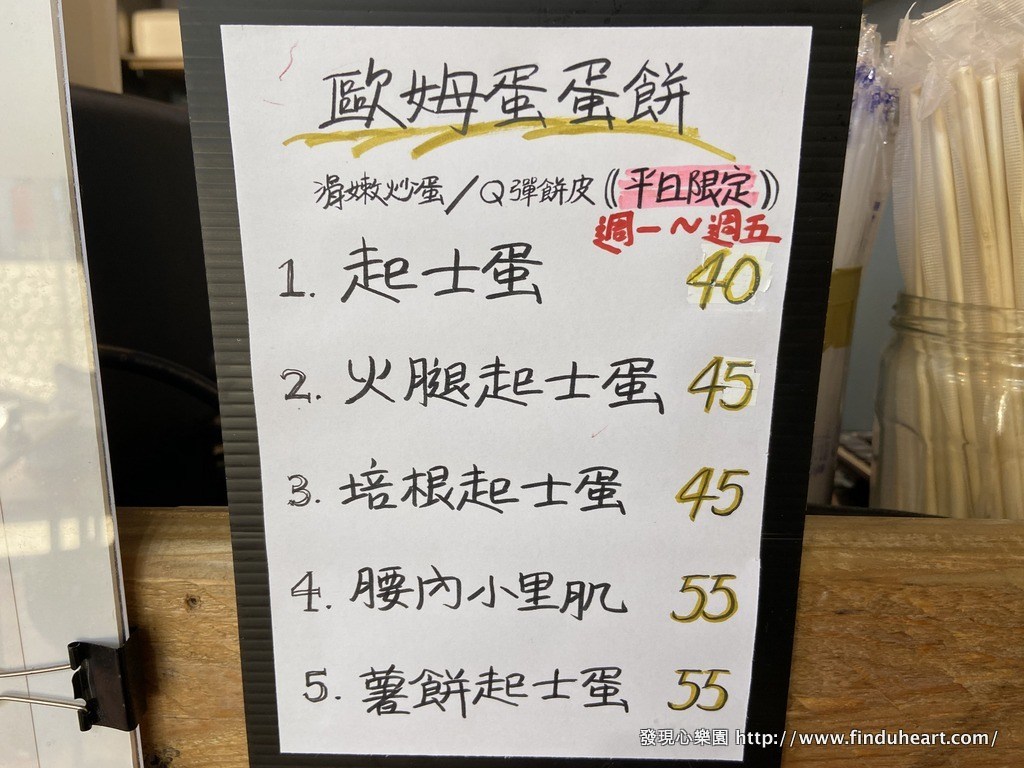 歐姆蛋蛋餅
滑嫩炒蛋/Q彈餅皮((平日限定))
週一~週五
1. 起士蛋 40
2. 火腿起士蛋 45
3. 培根起士蛋 45
4. 腰內小里肌 55
5. 薯餅起士蛋 55
發現心樂園 http://www.finduheart.com/